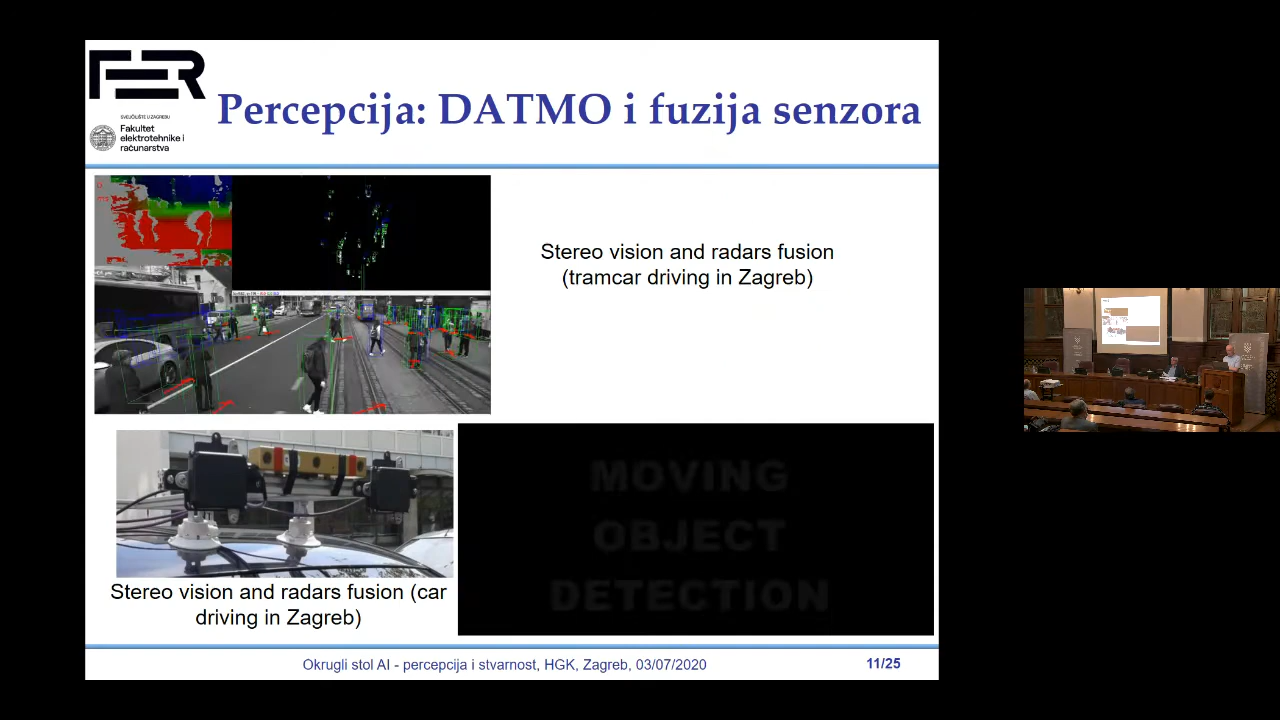 FER
SVEUČILIŠTE U ZAGREBU
Fakultet
elektrotehnike i
računarstva
Percepcija: DATMO i fuzija senzora
Stereo vision and radars fusion
(tramcar driving in Zagreb)
MOVING
OBJECT
DETECTION
Stereo vision and radars fusion (car
driving in Zagreb)
Okrugli stol AI - percepcija i stvarnost, HGK, Zagreb, 03/07/2020
11/25